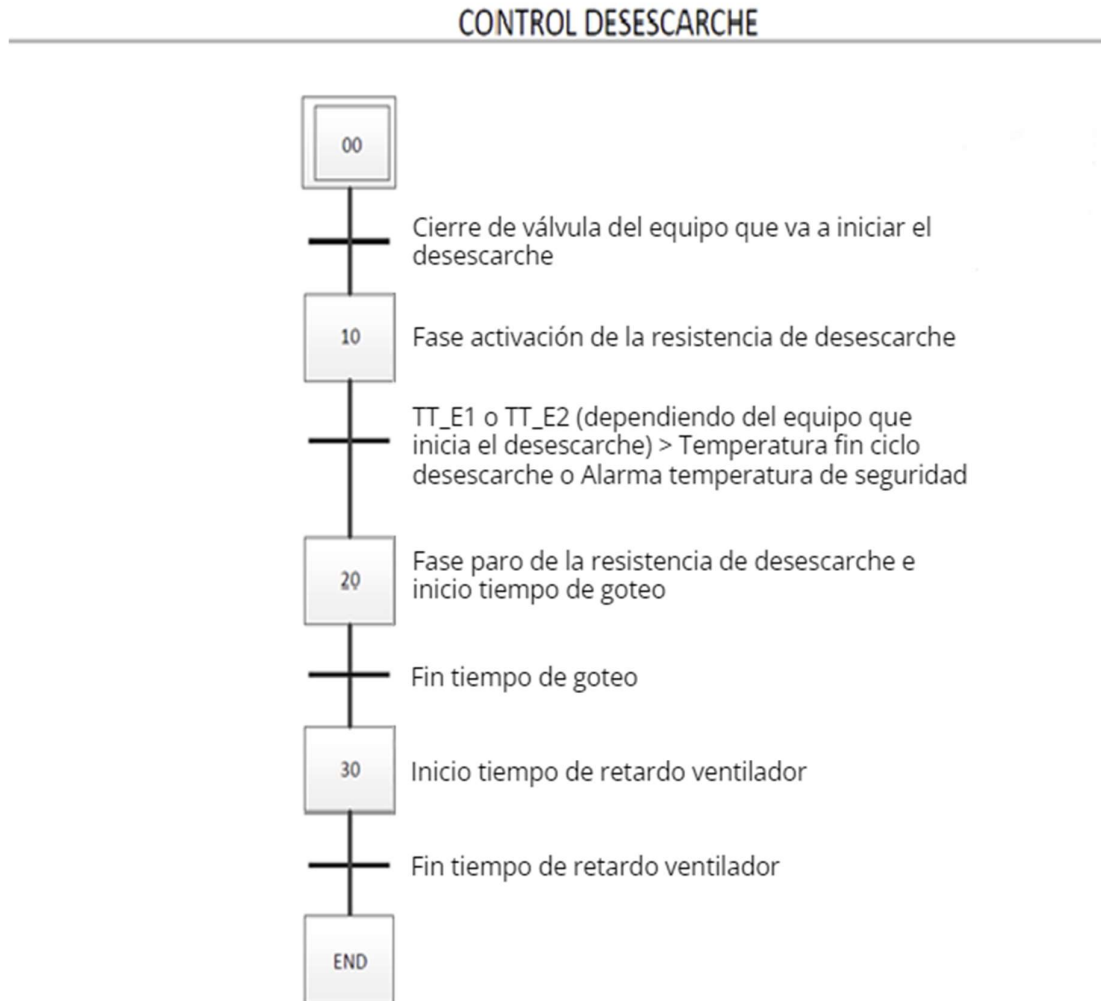 CONTROL DESESCARCHE
00
Cierre de válvula del equipo que va a iniciar el
desescarche
10
Fase activación de la resistencia de desescarche
TT_E1 o TT_E2 (dependiendo del equipo que
inicia el desescarche) > Temperatura fin ciclo
desescarche o Alarma temperatura de seguridad
20
Fase paro de la resistencia de desescarche e
inicio tiempo de goteo
Fin tiempo de goteo
30
Inicio tiempo de retardo ventilador
Fin tiempo de retardo ventilador
END